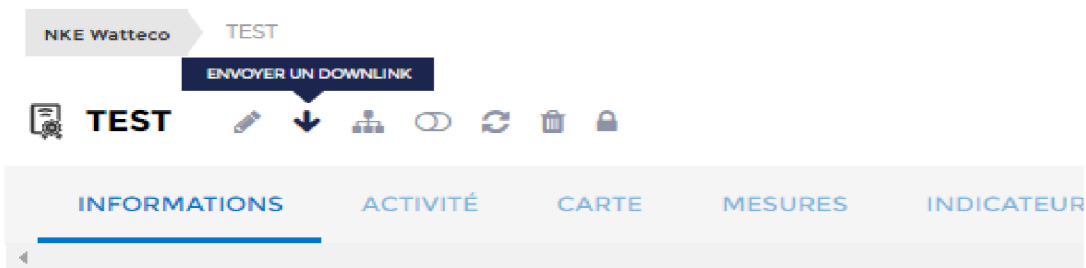 NKE Watteco TEST
ENVOYER UN DOWNLINK
TEST
INFORMATIONS ACTIVITÉ CARTE MESURES INDICATEUR